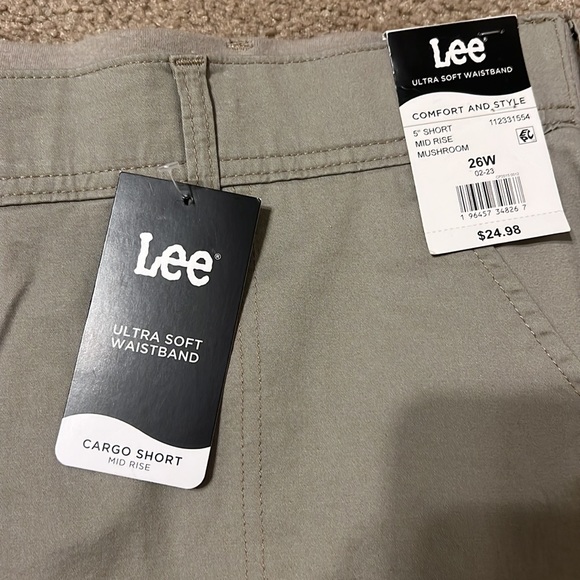 Lee®
ULTRA SOFT WAISTBAND
COMFORT AND STYLE
5" SHORT 112331554
MID RISE
MUSHROOM
26W
02-23
1 96457 34826 7
$24.98
Lee®
ULTRA SOFT
WAISTBAND
CARGO SHORT
MID RISE